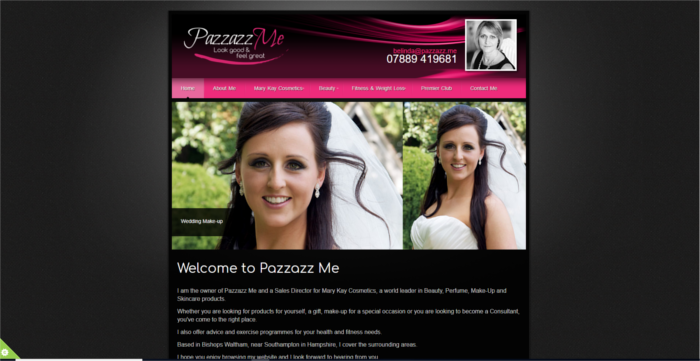 Pazzazz Me
Look good &
feel great
belinda@pazzazz.me
07889 419681
Home
About Me
Mary Kay Cosmetics
Beauty
Fitness & Weight Loss
Premier Club
Contact Me
Wedding Make-up
Welcome to Pazzazz Me
I am the owner of Pazzazz Me and a Sales Director for Mary Kay Cosmetics, a world leader in Beauty, Perfume, Make-Up and
Skincare products.
Whether you are looking for products for yourself, a gift, make-up for a special occasion or you are looking to become a Consultant,
you've come to the right place.
I also offer advice and exercise programmes for your health and fitness needs.
Based in Bishops Waltham, near Southampton in Hampshire, I cover the surrounding areas.
I hope you enjoy browsing my website and I look forward to hearing from you.